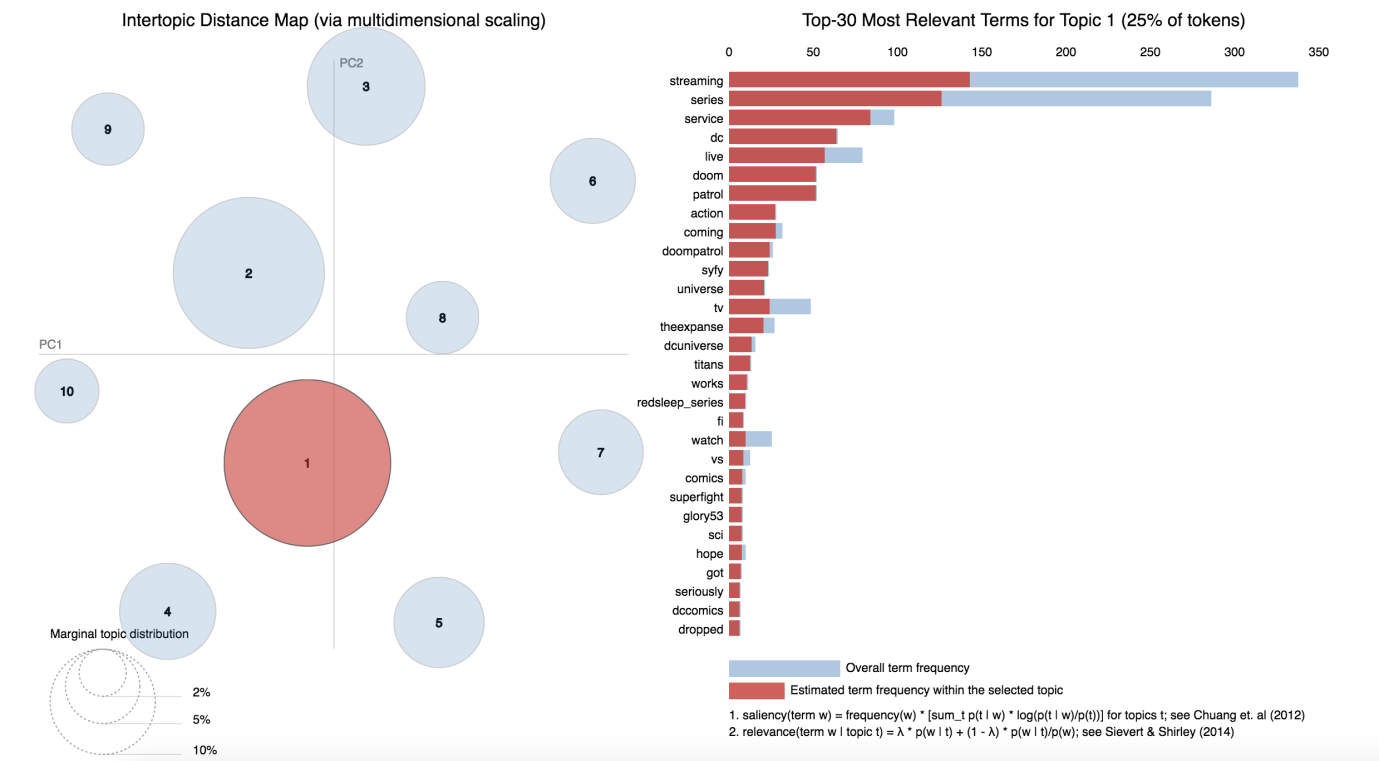 Intertopic Distance Map (via multidimensional scaling)
PC2
3
9
6
2
8
PC1
10
1
7
4
5
Marginal topic distribution
2%
5%
10%
Top-30 Most Relevant Terms for Topic 1 (25% of tokens)
0 50 100 150 200 250 300 350
streaming
series
service
dc
live
doom
patrol
action
coming
doompatrol
syfy
universe
tv
theexpanse
dcuniverse
titans
works
redsleep_series
fi
watch
vs
comics
superfight
glory53
sci
hope
got
seriously
dccomics
dropped
Overall term frequency
Estimated term frequency within the selected topic
1. saliency(term w) = frequency(w) * [sum_t p(t | w) * log(p(t | w)/p(t))] for topics t; see Chuang et. al (2012)
2. relevance(term w | topic t) = λ * p(w | t) + (1 - λ) * p(w | t)/p(w); see Sievert & Shirley (2014)